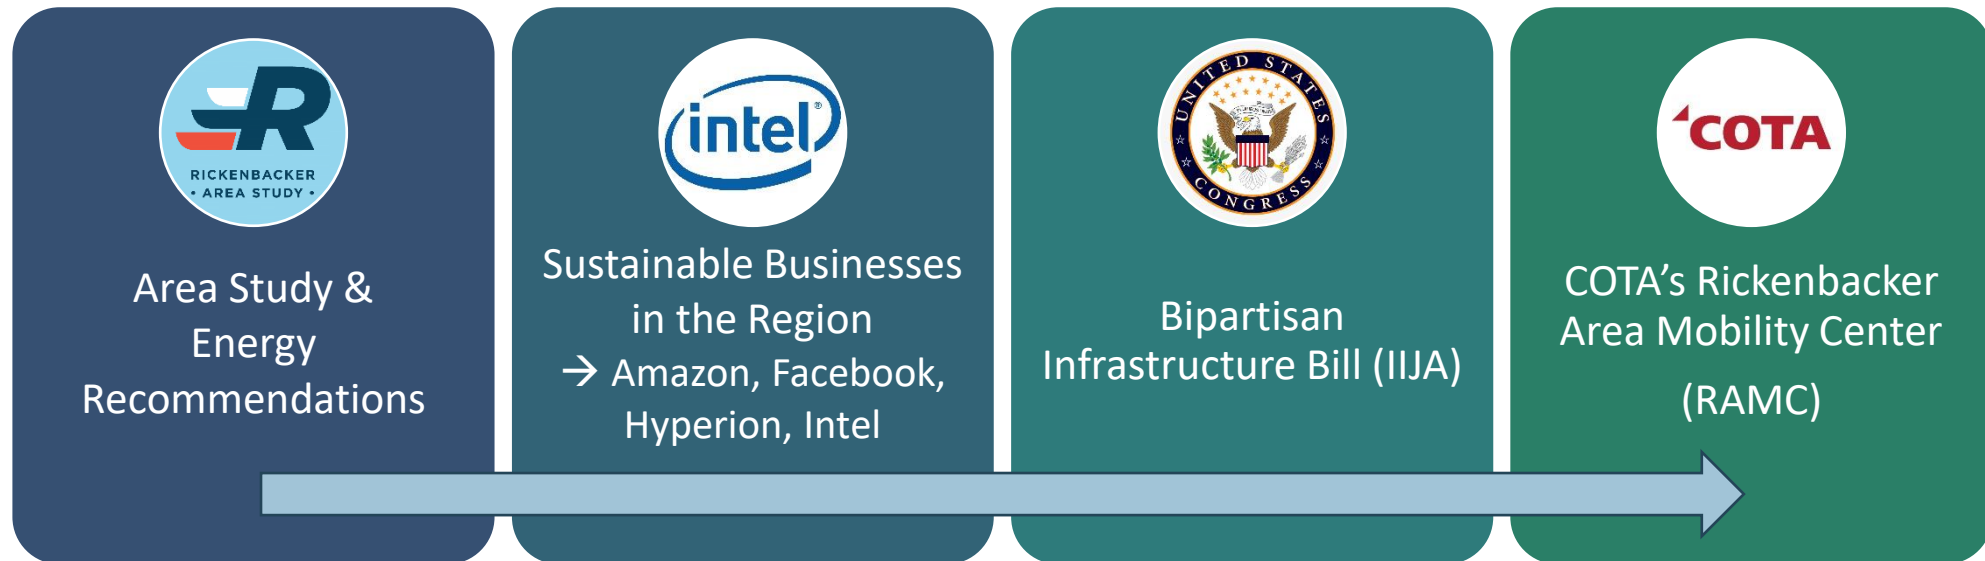 RICKENBACKER
• AREA STUDY •
Area Study &
Energy
Recommendations
intel®
Sustainable Businesses
in the Region
→ Amazon, Facebook,
Hyperion, Intel
UNITED STATES
CONGRESS
Bipartisan
Infrastructure Bill (IIJA)
COTA
COTA’s Rickenbacker
Area Mobility Center
(RAMC)